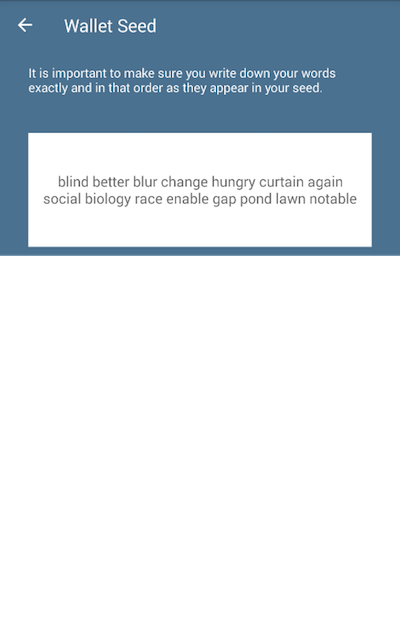 Wallet Seed
It is important to make sure you write down your words
exactly and in that order as they appear in your seed.
blind better blur change hungry curtain again
social biology race enable gap pond lawn notable